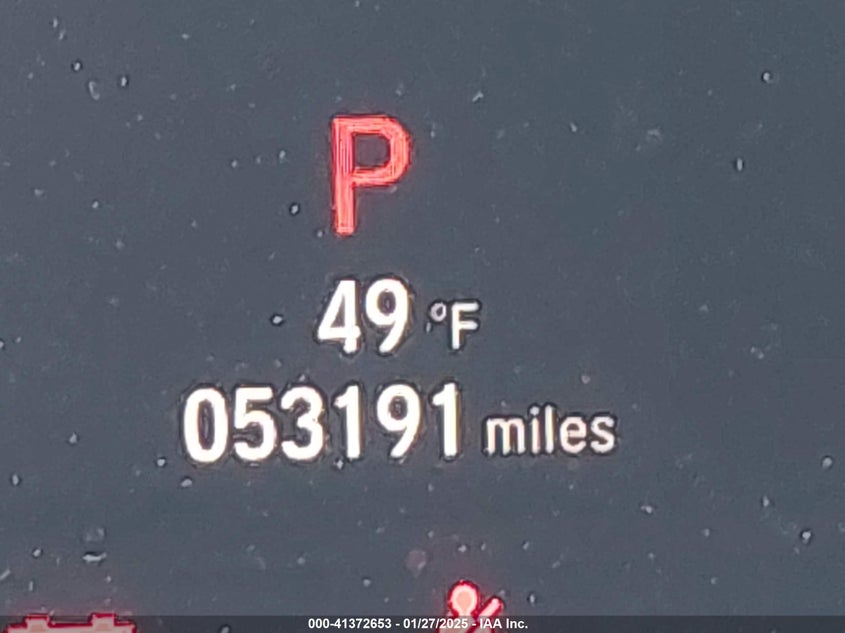 P
49 °F
053191 miles
000-41372653 - 01/27/2025 - IAA Inc.